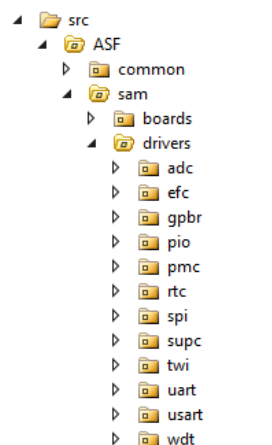 src
ASF
common
sam
boards
drivers
adc
efc
gpbr
pio
pmc
rtc
spi
supc
twi
uart
usart
wdt